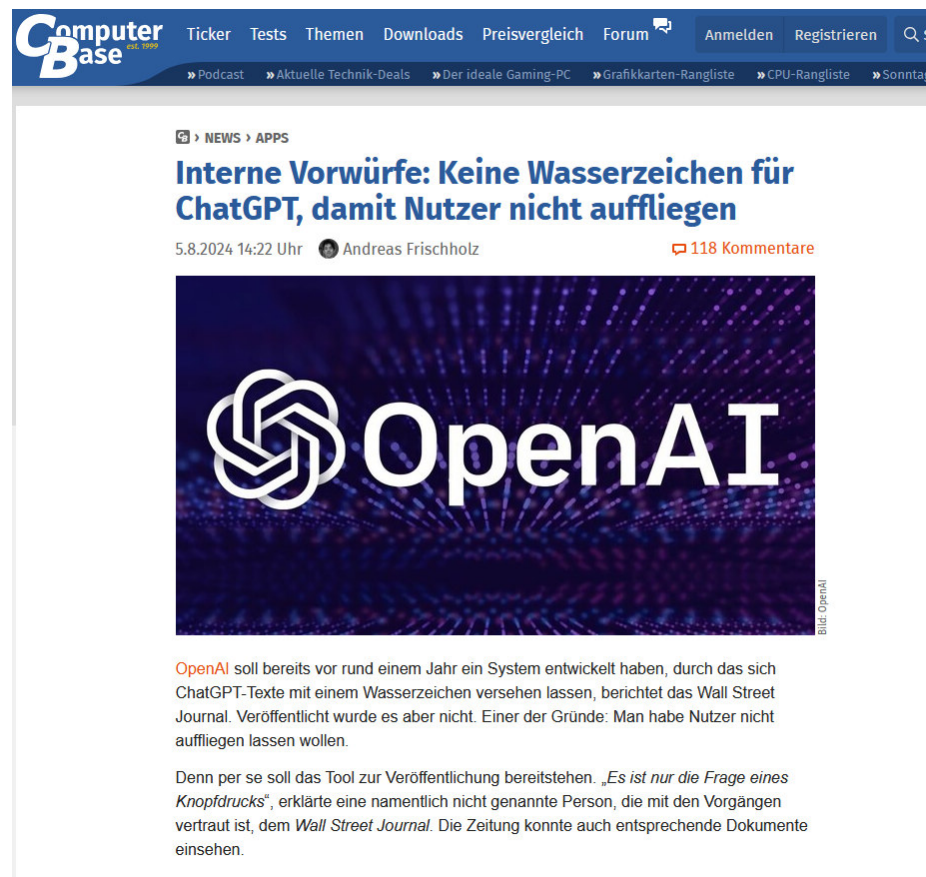 ComputerBase est. 1999
Ticker Tests Themen Downloads Preisvergleich Forum Anmelden Registrieren
»Podcast »Aktuelle Technik-Deals »Der ideale Gaming-PC »Grafikkarten-Rangliste »CPU-Rangliste »Sonntag
› NEWS › APPS
Interne Vorwürfe: Keine Wasserzeichen für
ChatGPT, damit Nutzer nicht auffliegen
5.8.2024 14:22 Uhr Andreas Frischholz 118 Kommentare
OpenAI
Bild: OpenAI
OpenAI soll bereits vor rund einem Jahr ein System entwickelt haben, durch das sich
ChatGPT-Texte mit einem Wasserzeichen versehen lassen, berichtet das Wall Street
Journal. Veröffentlicht wurde es aber nicht. Einer der Gründe: Man habe Nutzer nicht
auffliegen lassen wollen.
Denn per se soll das Tool zur Veröffentlichung bereitstehen. „Es ist nur die Frage eines
Knopfdrucks“, erklärte eine namentlich nicht genannte Person, die mit den Vorgängen
vertraut ist, dem Wall Street Journal. Die Zeitung konnte auch entsprechende Dokumente
einsehen.